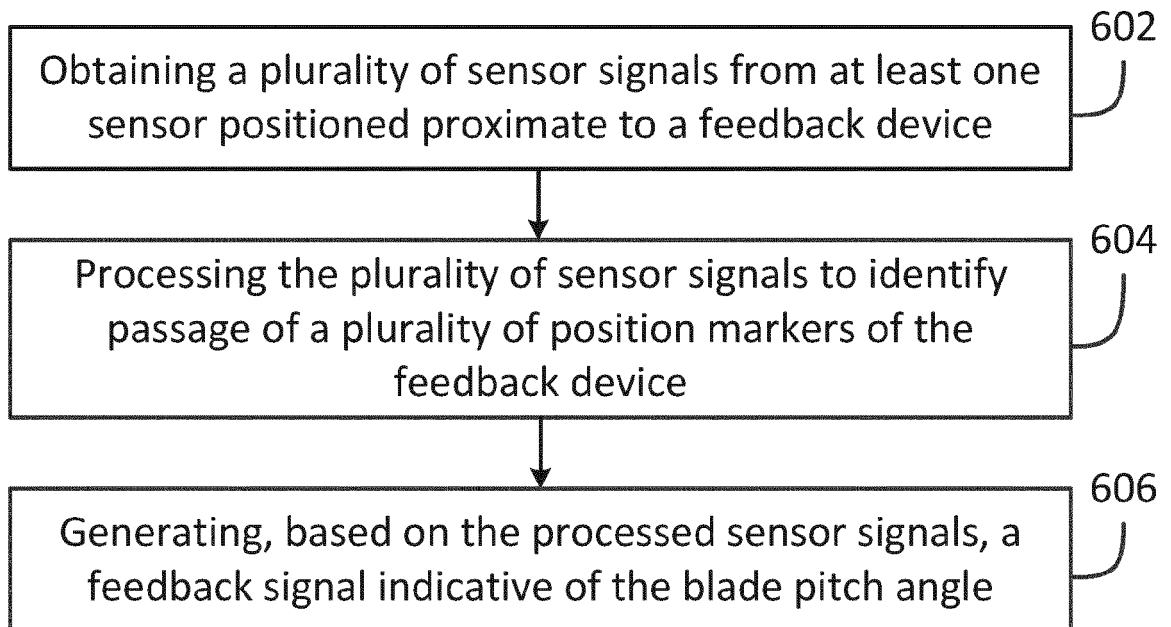 602
Obtaining a plurality of sensor signals from at least one
sensor positioned proximate to a feedback device
604
Processing the plurality of sensor signals to identify
passage of a plurality of position markers of the
feedback device
606
Generating, based on the processed sensor signals, a
feedback signal indicative of the blade pitch angle